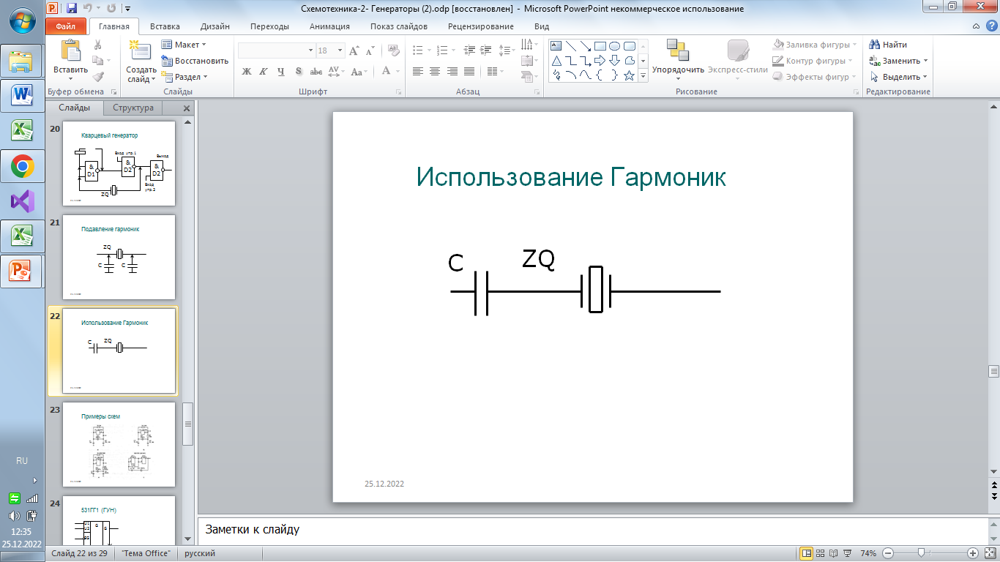 Схемотехника-2- Генераторы (2).odp [восстановлен] - Microsoft PowerPoint некоммерческое использование
Файл
Главная
Вставка
Дизайн
Переходы
Анимация
Показ слайдов
Рецензирование
Вид
Вставить
Буфер обмена
Создать слайд
Макет
Восстановить
Раздел
Слайды
18
Ж К Ч S abc AV Aa A
Шрифт
Абзац
Упорядочить
Экспресс-стили
Заливка фигуры
Контур фигуры
Эффекты фигур
Рисование
Найти
Заменить
Выделить
Редактирование
Слайды
Структура
20
Кварцевый генератор
Вход упр.1
Выход
&
D1
&
D2
&
D2
Вход упр.3
ZQ
21
Подавление гармоник
ZQ
C
C
22
Использование Гармоник
C
ZQ
23
Примеры схем
24
531ГГ1 (ГУН)
G
G
Использование Гармоник
C
ZQ
25.12.2022
Заметки к слайду
RU
12:35
25.12.2022
Слайд 22 из 29
"Тема Office"
русский
74%